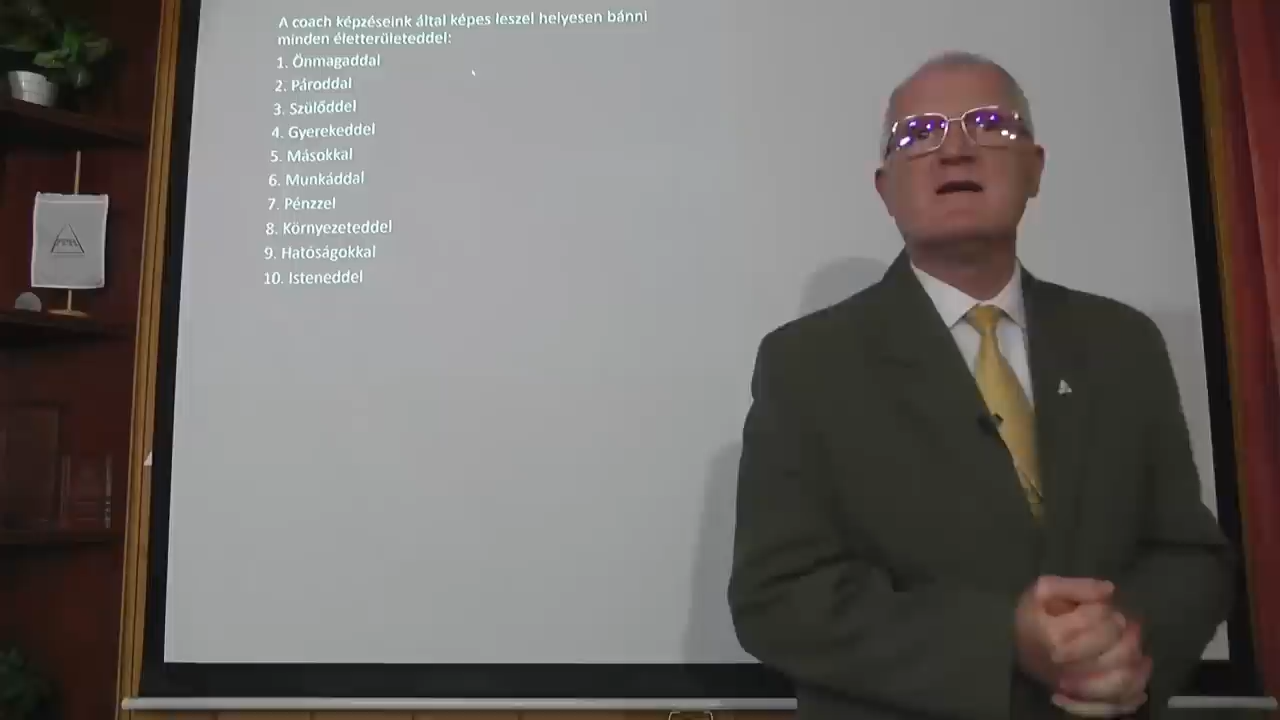 A coach képzéseink által képes leszel helyesen bánni
minden életterületeddel:
1. Önmagaddal
2. Pároddal
3. Szülőddel
4. Gyerekeddel
5. Másokkal
6. Munkáddal
7. Pénzzel
8. Környezeteddel
9. Hatóságokkal
10. Isteneddel